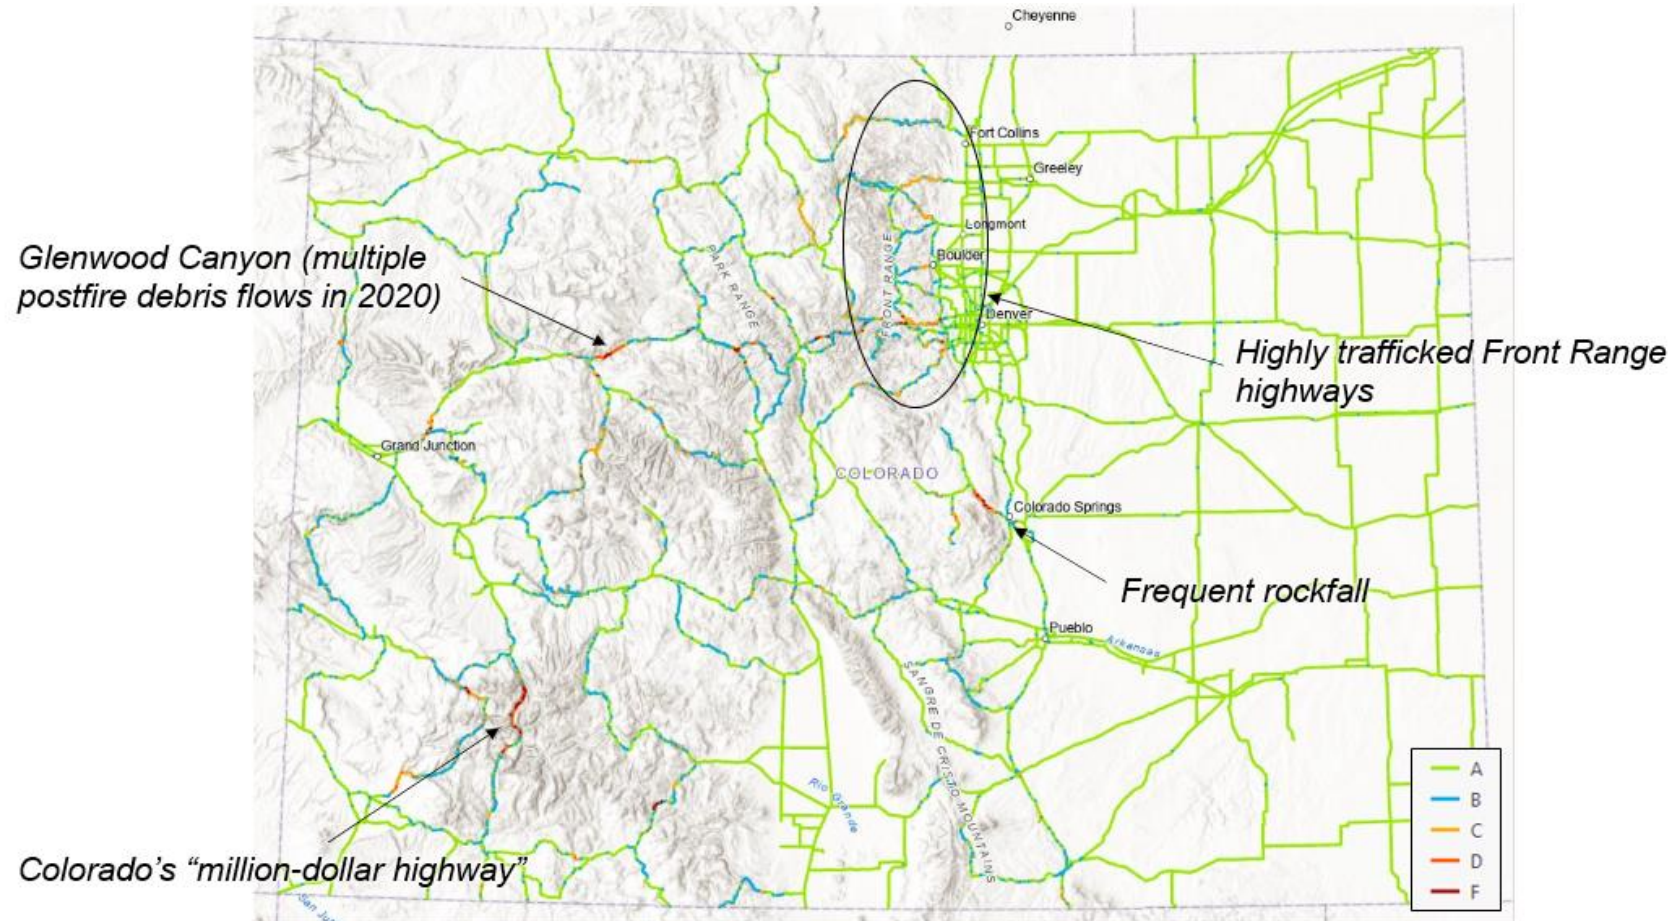 Cheyenne
Fort Collins
Greeley
Longmont
Glenwood Canyon (multiple
postfire debris flows in 2020)
Boulder
FRONT RANGE
PARK RANGE
Denver
Highly trafficked Front Range
highways
Grand Junction
COLORADO
Colorado Springs
Frequent rockfall
Pueblo
Arkansas
SANGRE DE CRISTO MOUNTAINS
Rio Grande
A
B
C
D
F
Colorado's “million-dollar highway”
San